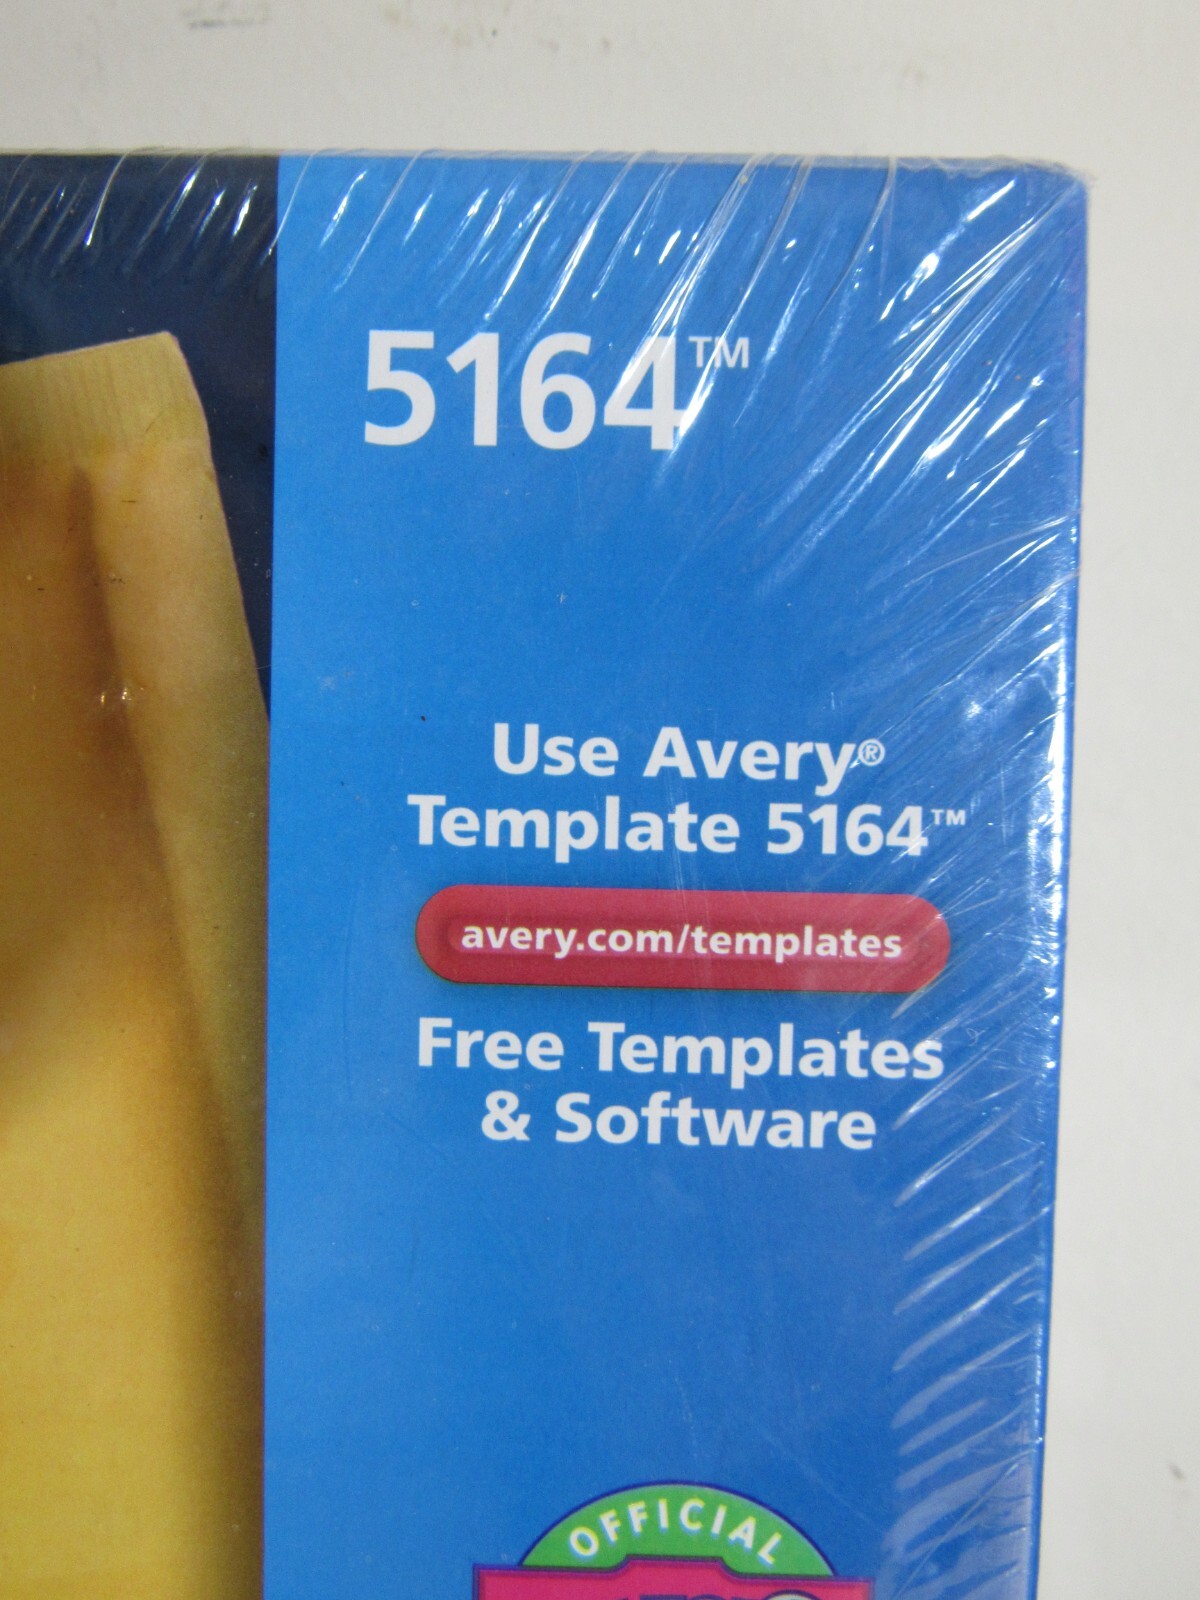 5164™
Use Avery®
Template 5164™
avery.com/templates
Free Templates
& Software
OFFICIAL